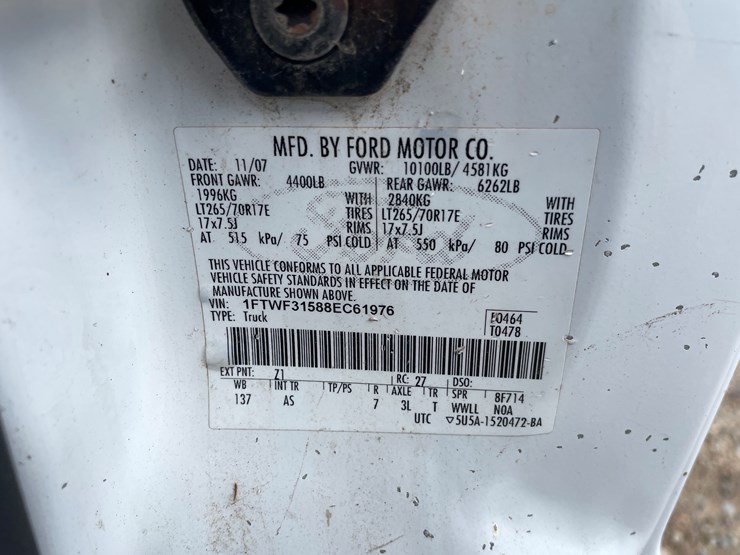 MFD. BY FORD MOTOR CO.
DATE: 11/07 GVWR: 10100LB/ 4581KG
FRONT GAWR: 4400LB REAR GAWR: 6262LB
1996KG WITH 2840KG WITH
LT265/70R17E TIRES LT265/70R17E TIRES
17x7.5J RIMS 17x7.5J RIMS
AT 515 kPa/ 75 PSI COLD AT 550 kPa/ 80 PSI COLD
THIS VEHICLE CONFORMS TO ALL APPLICABLE FEDERAL MOTOR
VEHICLE SAFETY STANDARDS IN EFFECT ON THE DATE OF
MANUFACTURE SHOWN ABOVE.
VIN: 1FTWF31588EC61976
TYPE: Truck
F0464
T0478
EXT PNT: Z1 RC: 27 DSO:
WB INT TR TP/PS R AXLE TR SPR 8F714
137 AS 7 3L T WWLL N0A
UTC ▽5U5A-1520472-BA